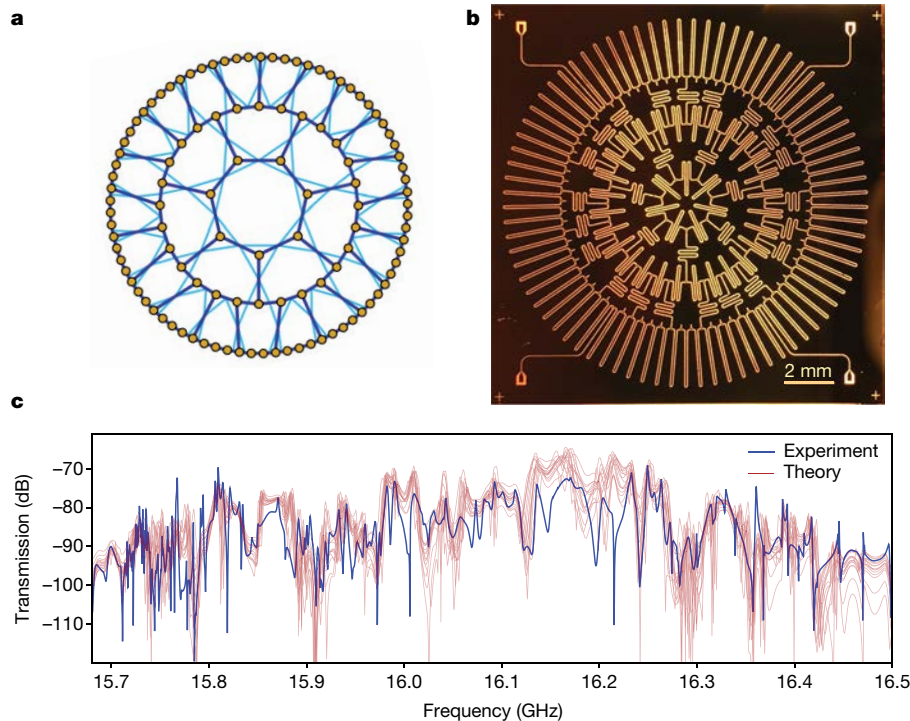 a
b
2 mm
c
Experiment
Theory
Transmission (dB)
−70
−80
−90
−100
−110
15.7 15.8 15.9 16.0 16.1 16.2 16.3 16.4 16.5
Frequency (GHz)